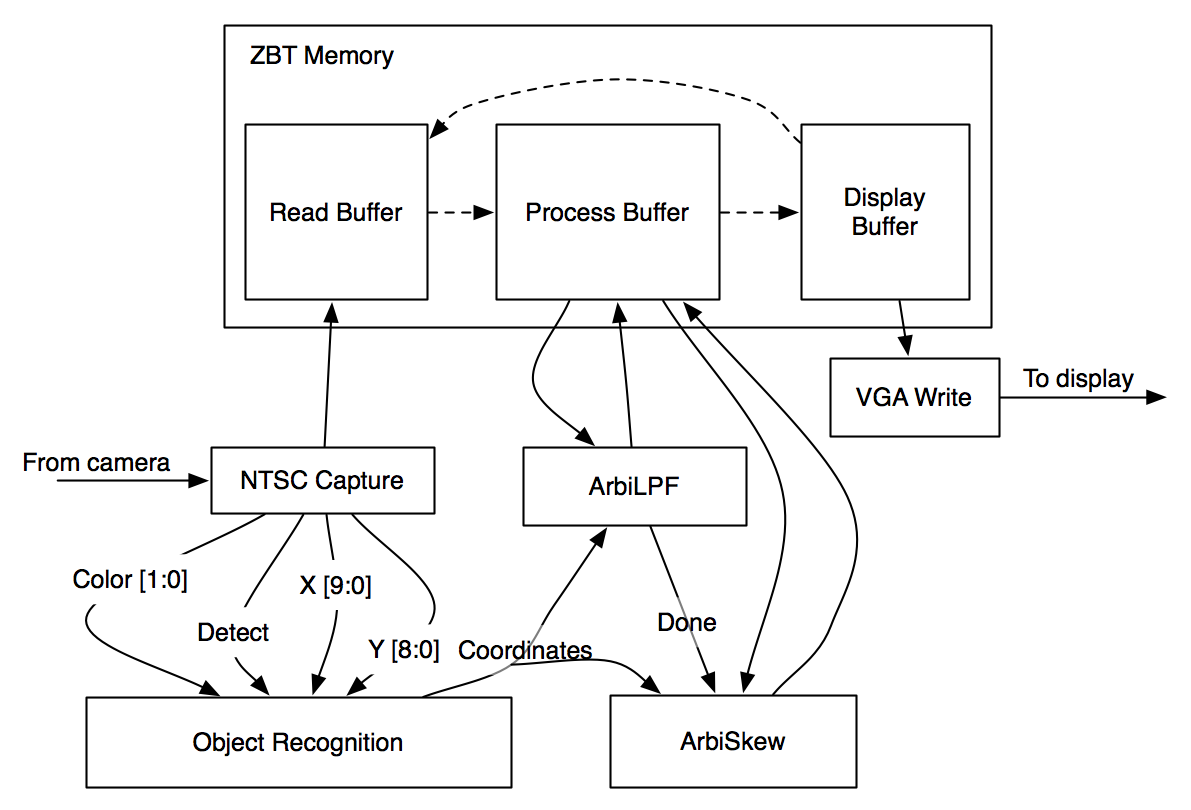 ZBT Memory
Read Buffer
Process Buffer
Display
Buffer
VGA Write
To display
From camera
NTSC Capture
ArbiLPF
Color [1:0]
X [9:0]
Detect
Y [8:0]
Coordinates
Done
Object Recognition
ArbiSkew